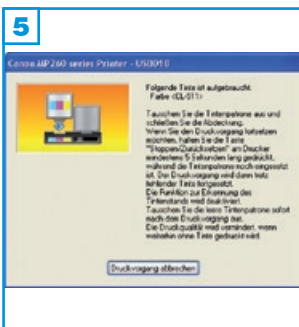 5
Canon MP260 series Printer - USB010
Folgende Tinte ist aufgebraucht:
Farbe <CL-511>
Tauschen Sie die Tintenpatrone aus und
schließen Sie die Abdeckung.
Wenn Sie den Druckvorgang fortsetzen
möchten, halten Sie die Taste
"Stoppen/Zurücksetzen" am Drucker
mindestens 5 Sekunden lang gedrückt,
während die Tintenpatrone noch eingesetzt
ist. Der Druckvorgang wird dann trotz
fehlender Tinte fortgesetzt.
Die Funktion zur Erkennung des
Tintenstands wird deaktiviert.
Tauschen Sie die leere Tintenpatrone sofort
nach dem Druckvorgang aus.
Die Druckqualität wird vermindert, wenn
weiterhin ohne Tinte gedruckt wird.
Druckvorgang abbrechen